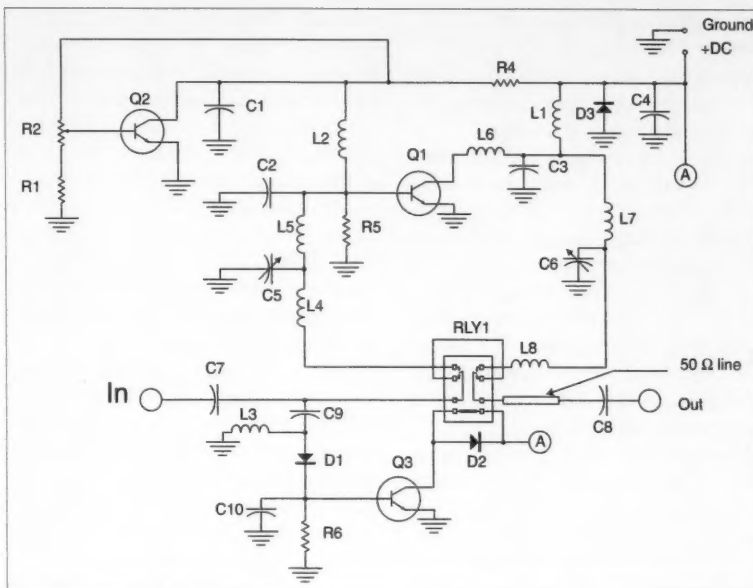 Ground
+DC
Q2
C1
R4
C4
R2
L2
L1
D3
L6
Q1
C2
C3
A
R1
L5
R5
L7
C6
C5
L4
RLY1
L8
50 Ω line
C7
In
C9
C8
Out
L3
D1
Q3
D2
A
C10
R6